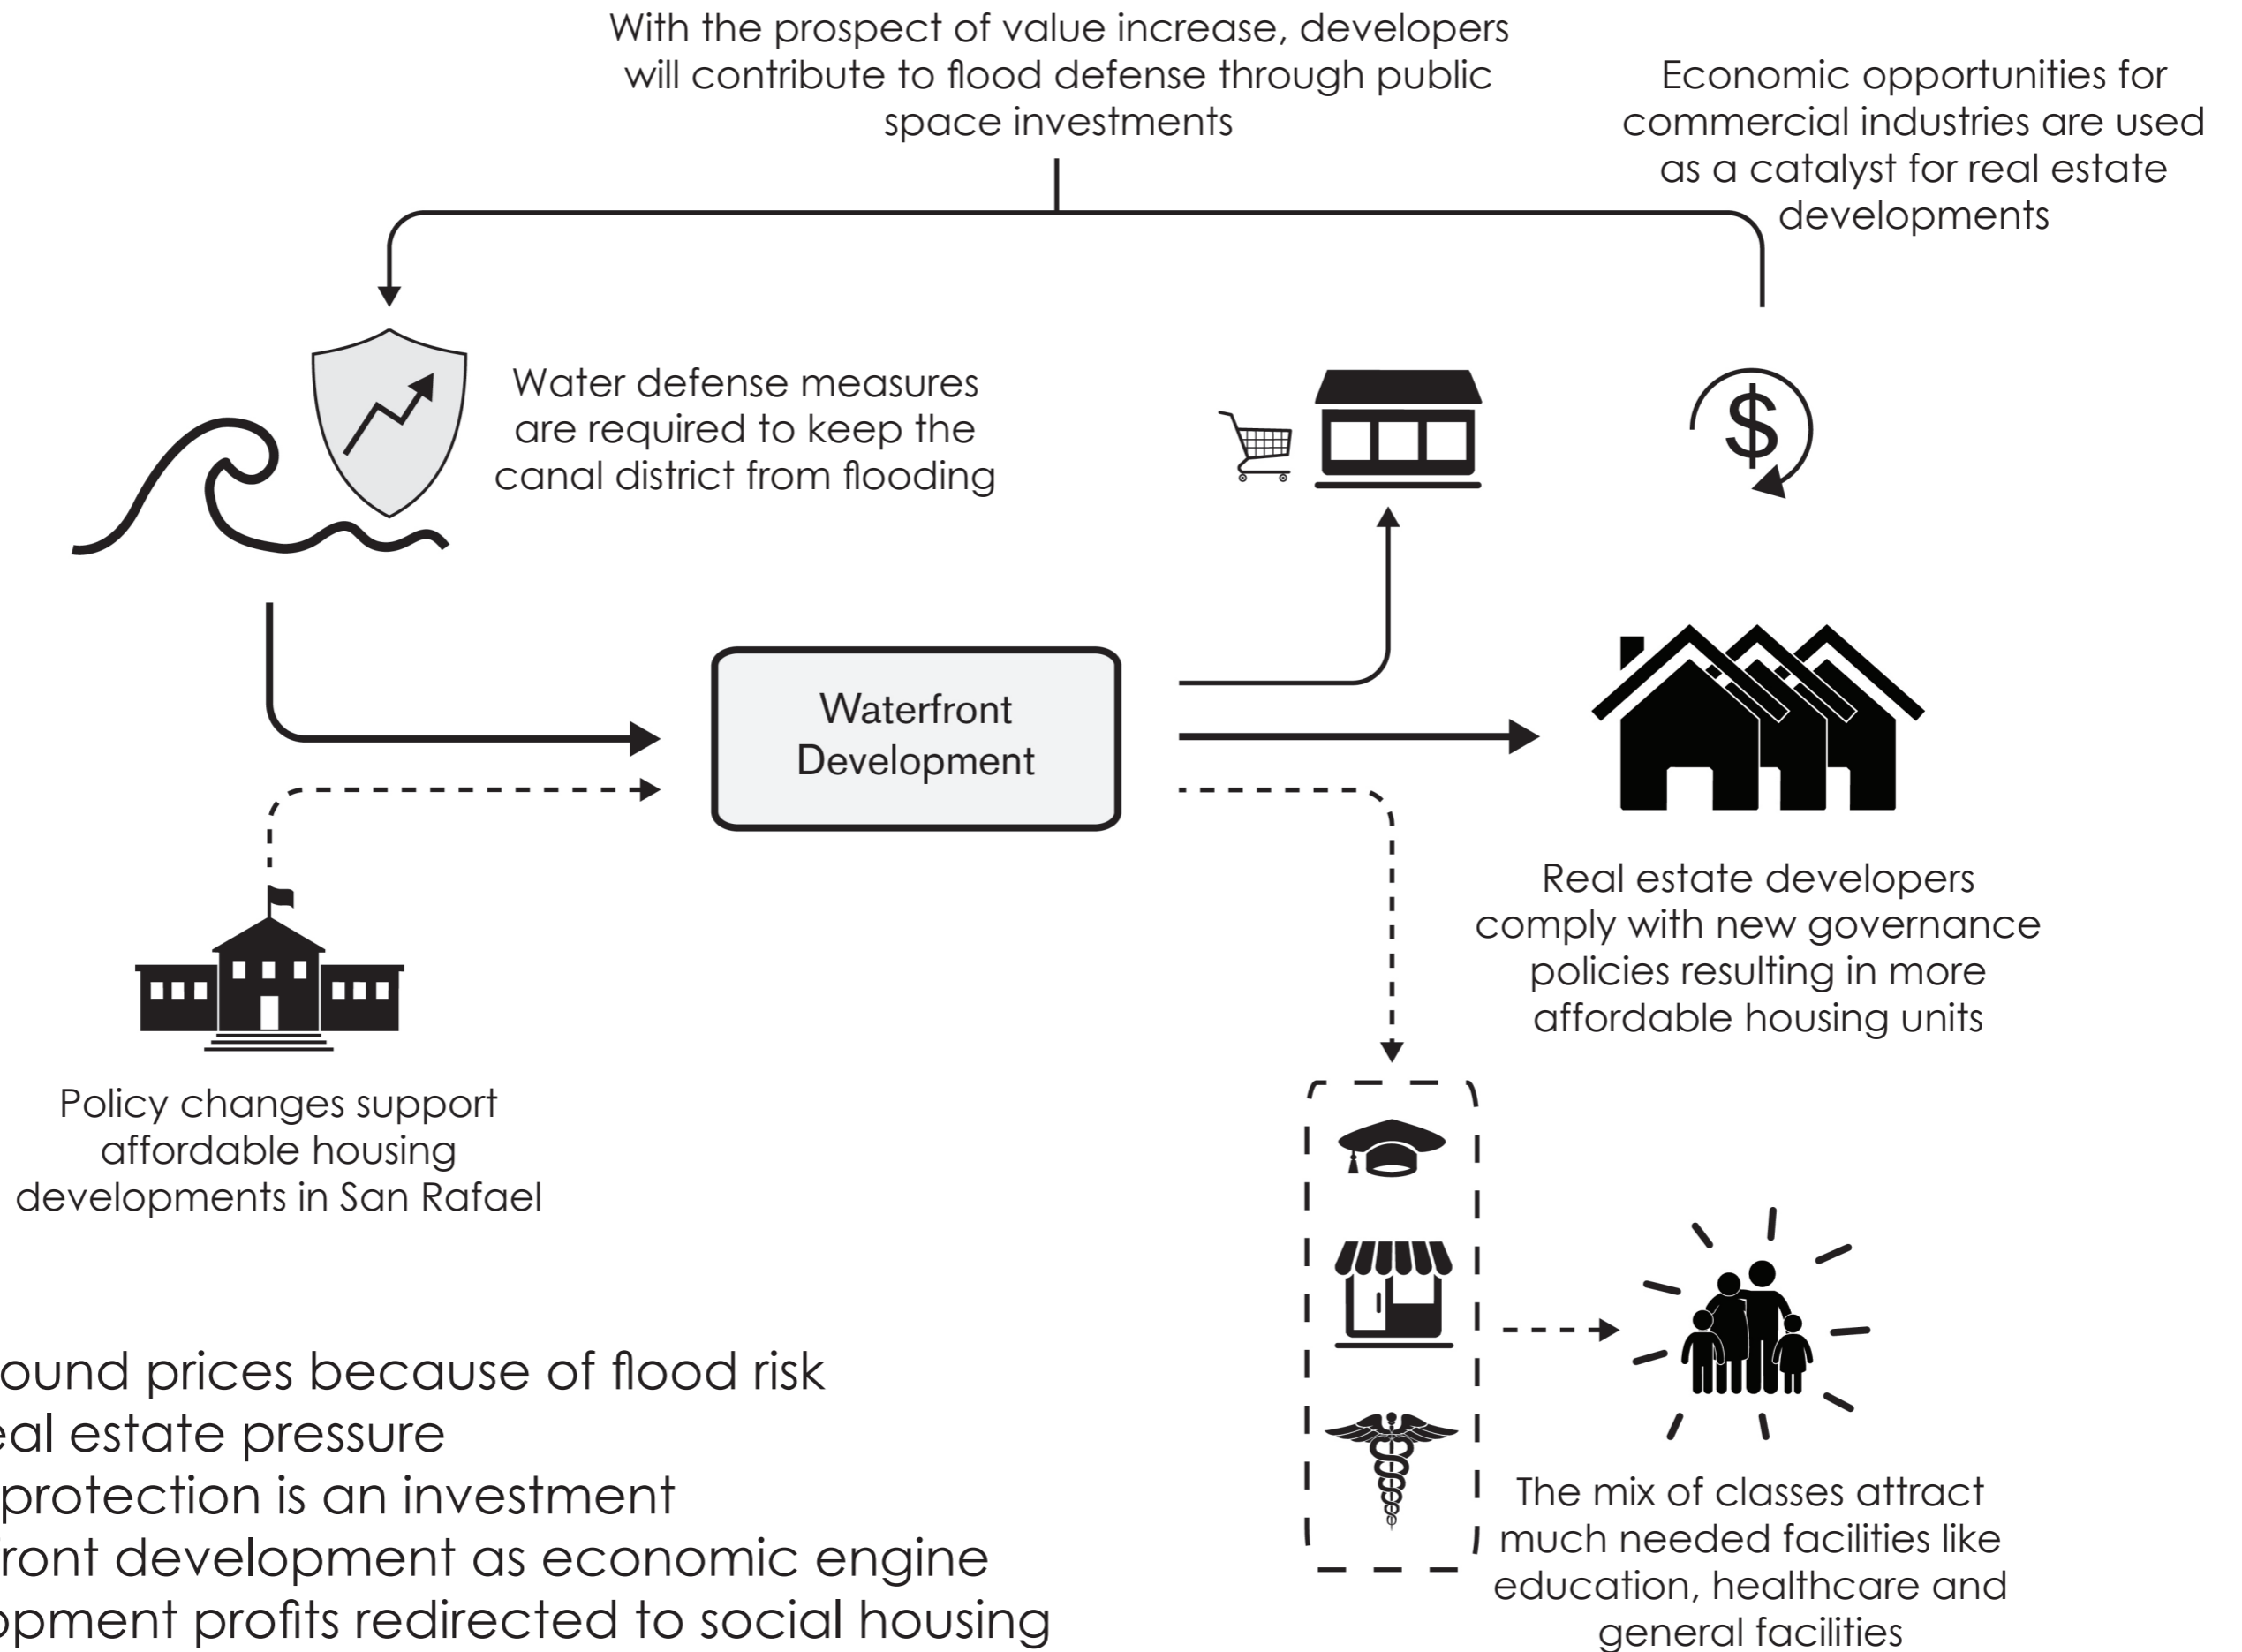 With the prospect of value increase, developers
will contribute to flood defense through public
space investments
Economic opportunities for
commercial industries are used
as a catalyst for real estate
developments
Water defense measures
are required to keep the
canal district from flooding
$
Waterfront
Development
Real estate developers
comply with new governance
policies resulting in more
affordable housing units
Policy changes support
affordable housing
developments in San Rafael
The mix of classes attract
much needed facilities like
education, healthcare and
general facilities
ound prices because of flood risk
eal estate pressure
protection is an investment
front development as economic engine
opment profits redirected to social housing